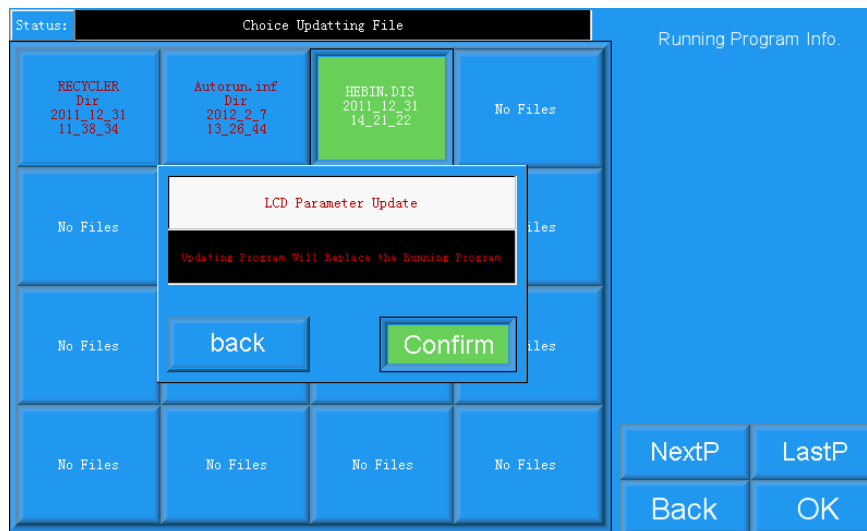 Status:
Choice Updatting File
Running Program Info.
RECYCLER
Dir
2011_12_31
11_38_34
Autorun.inf
Dir
2012_2_7
13_26_44
HEBIN.DIS
2011_12_31
14_21_22
No Files
No Files
LCD Parameter Update
iles
Updating Program Will Replace the Running Program
No Files
back
Confirm
iles
No Files
No Files
No Files
No Files
NextP
LastP
Back
OK